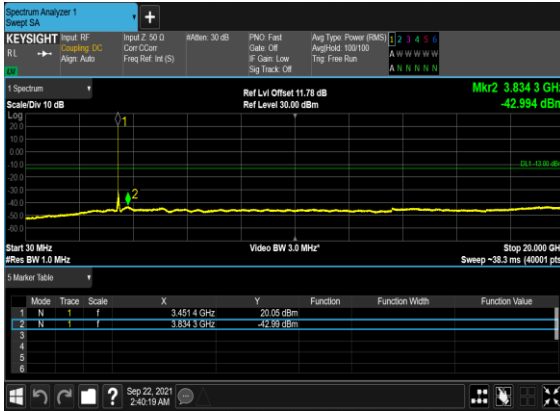 Spectrum Analyzer 1
Swept SA
+
KEYSIGHT Input: RF Input Z: 50 Ω #Atten: 30 dB PNO: Fast Avg Type: Power (RMS) 1 2 3 4 5 6
RL Coupling: DC Corr CCorr Gate: Off Avg|Hold: 100/100 A W W W W W
Align: Auto Freq Ref: Int (S) IF Gain: Low Trig: Free Run
Sig Track: Off A N N N N N
1 Spectrum
Mkr2 3.834 3 GHz
Ref Lvl Offset 11.78 dB
Scale/Div 10 dB Ref Level 30.00 dBm -42.994 dBm
Log
1
20.0
10.0
0.00
-10.0 DL1 -13.00 dBm
-20.0
-30.0
2
-40.0
-50.0
-60.0
Start 30 MHz Video BW 3.0 MHz* Stop 20.000 GH
#Res BW 1.0 MHz Sweep ~38.3 ms (40001 pts
5 Marker Table
Mode Trace Scale X Y Function Function Width Function Value
1 N 1 f 3.451 4 GHz 20.05 dBm
2 N 1 f 3.834 3 GHz -42.99 dBm
3
4
5
6
? Sep 22, 2021
2:40:19 AM